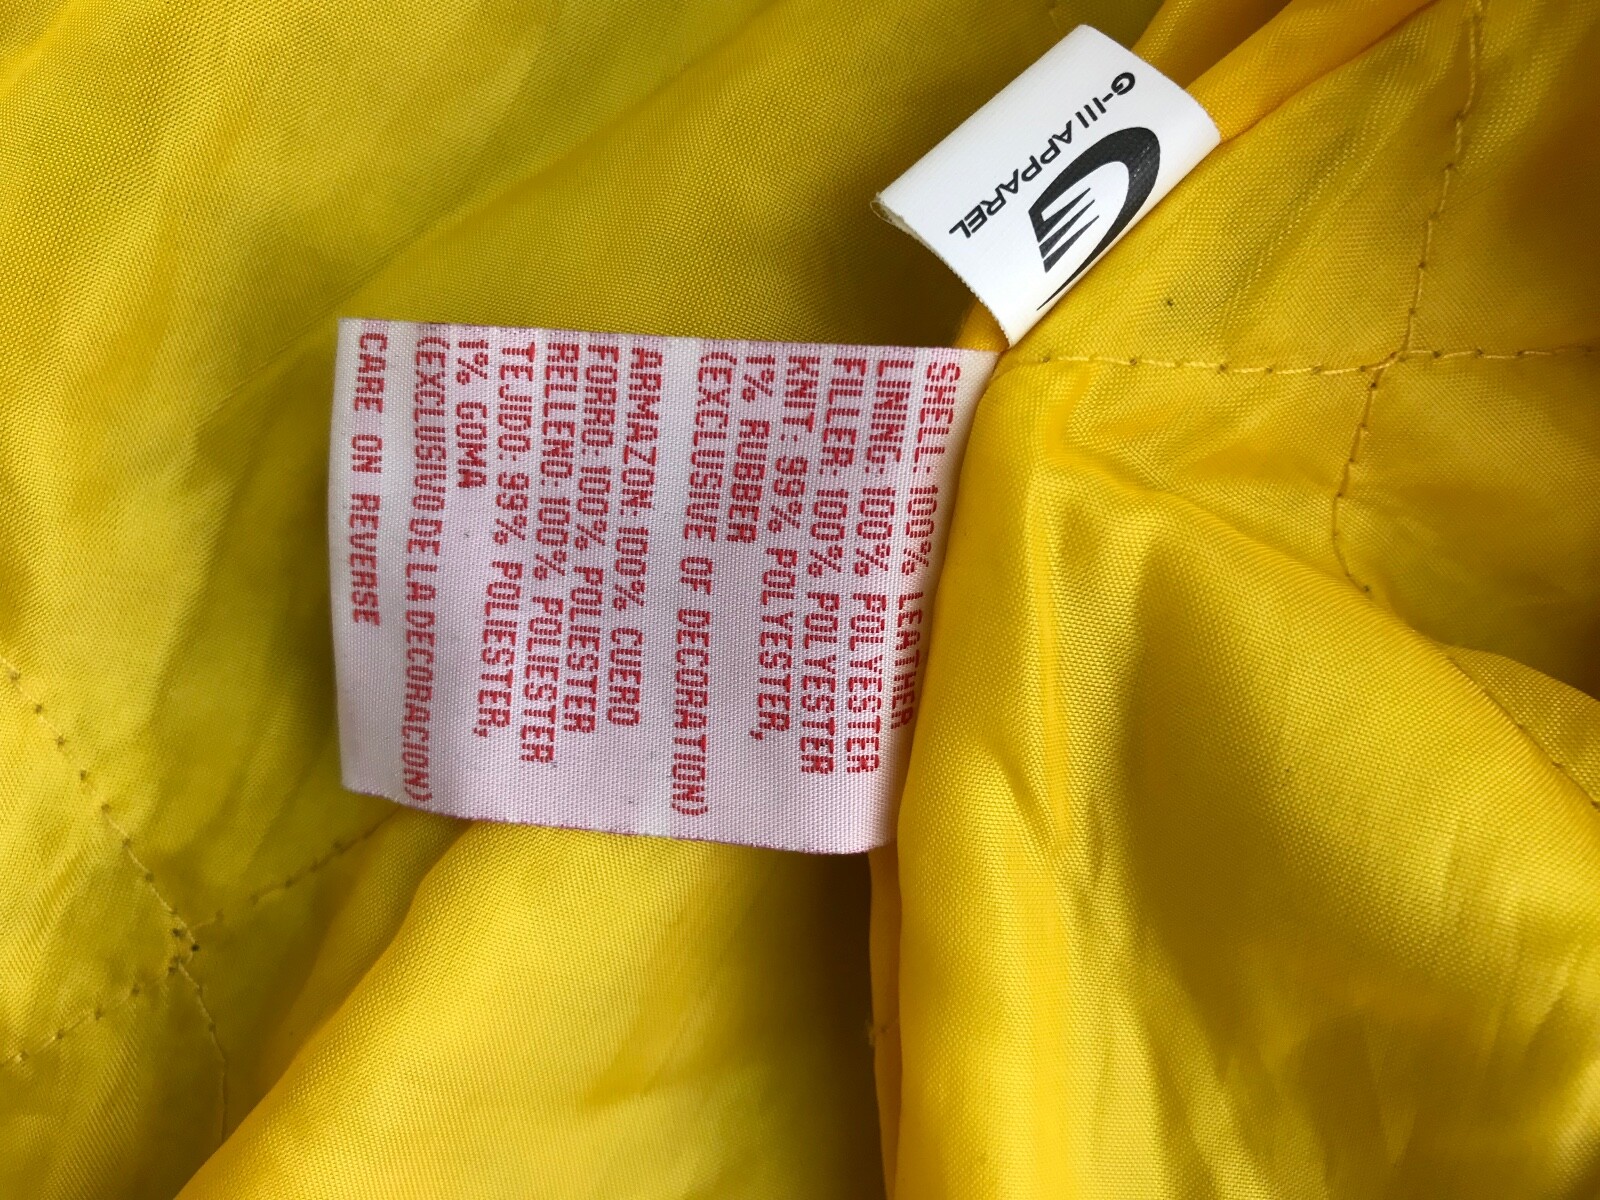 G-III APPAREL
SHELL: 100% LEATHER
LINING: 100% POLYESTER
FILLER: 100% POLYESTER
KNIT: 99% POLYESTER,
1% RUBBER
(EXCLUSIVE OF DECORATION)
ARMAZON: 100% CUERO
FORRO: 100% POLIESTER
RELLENO: 100% POLIESTER
TEJIDO: 99% POLIESTER,
1% GOMA
(EXCLUSIVO DE LA DECORACION)
CARE ON REVERSE